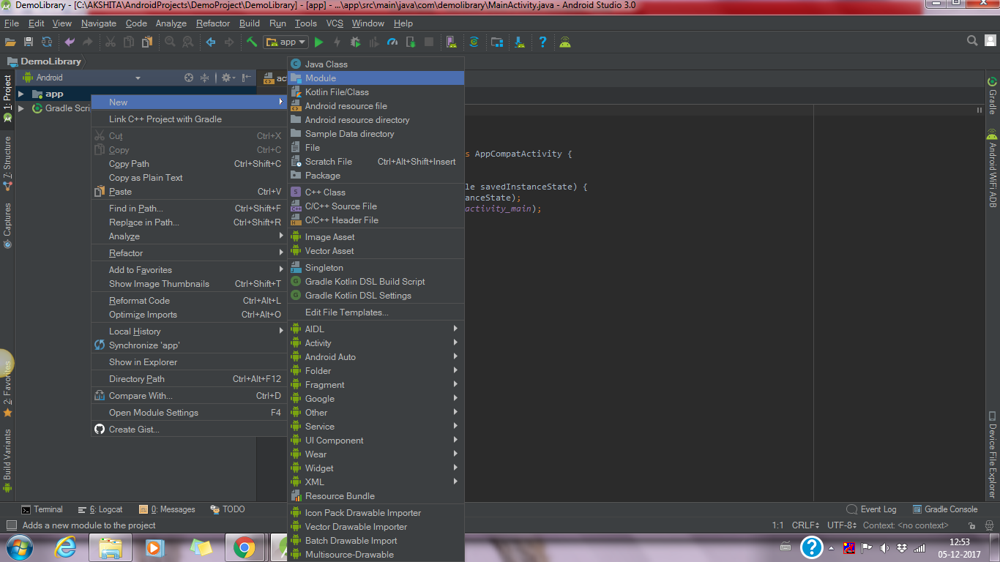 DemoLibrary - [C:\AKSHITA\AndroidProjects\DemoProject\DemoLibrary] - [app] - ...\app\src\main\java\com\demolibrary\MainActivity.java - Android Studio 3.0
File Edit View Navigate Code Analyze Refactor Build Run Tools VCS Window Help
app
DemoLibrary
Android
app
Gradle Scri
1: Project
7: Structure
Captures
2: Favorites
Build Variants
New
Link C++ Project with Gradle
Cut Ctrl+X
Copy Ctrl+C
Copy Path Ctrl+Shift+C
Copy as Plain Text
Paste Ctrl+V
Find in Path... Ctrl+Shift+F
Replace in Path... Ctrl+Shift+R
Analyze
Refactor
Add to Favorites
Show Image Thumbnails Ctrl+Shift+T
Reformat Code Ctrl+Alt+L
Optimize Imports Ctrl+Alt+O
Local History
Synchronize 'app'
Show in Explorer
Directory Path Ctrl+Alt+F12
Compare With... Ctrl+D
Open Module Settings F4
Create Gist...
Java Class
Module
Kotlin File/Class
Android resource file
Android resource directory
Sample Data directory
File
Scratch File Ctrl+Alt+Shift+Insert
Package
C++ Class
C/C++ Source File
C/C++ Header File
Image Asset
Vector Asset
Singleton
Gradle Kotlin DSL Build Script
Gradle Kotlin DSL Settings
Edit File Templates...
AIDL
Activity
Android Auto
Folder
Fragment
Google
Other
Service
UI Component
Wear
Widget
XML
Resource Bundle
Icon Pack Drawable Importer
Vector Drawable Importer
Batch Drawable Import
Multisource-Drawable
ac
s AppCompatActivity {
le savedInstanceState) {
anceState);
activity_main);
Gradle
Android WiFi ADB
Device File Explorer
Terminal 6: Logcat 0: Messages TODO
Event Log Gradle Console
Adds a new module to the project
1:1 CRLF UTF-8 Context: <no context>
12:53
05-12-2017